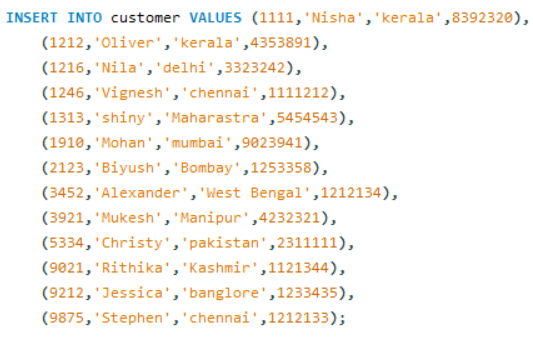 INSERT INTO customer VALUES (1111,'Nisha','kerala',8392320),
(1212,'Oliver','kerala',4353891),
(1216,'Nila','delhi',3323242),
(1246,'Vignesh','chennai',1111212),
(1313,'shiny','Maharastra',5454543),
(1910,'Mohan','mumbai',9023941),
(2123,'Biyush','Bombay',1253358),
(3452,'Alexander','West Bengal',1212134),
(3921,'Mukesh','Manipur',4232321),
(5334,'Christy','pakistan',2311111),
(9021,'Rithika','Kashmir',1121344),
(9212,'Jessica','banglore',1233435),
(9875,'Stephen','chennai',1212133);